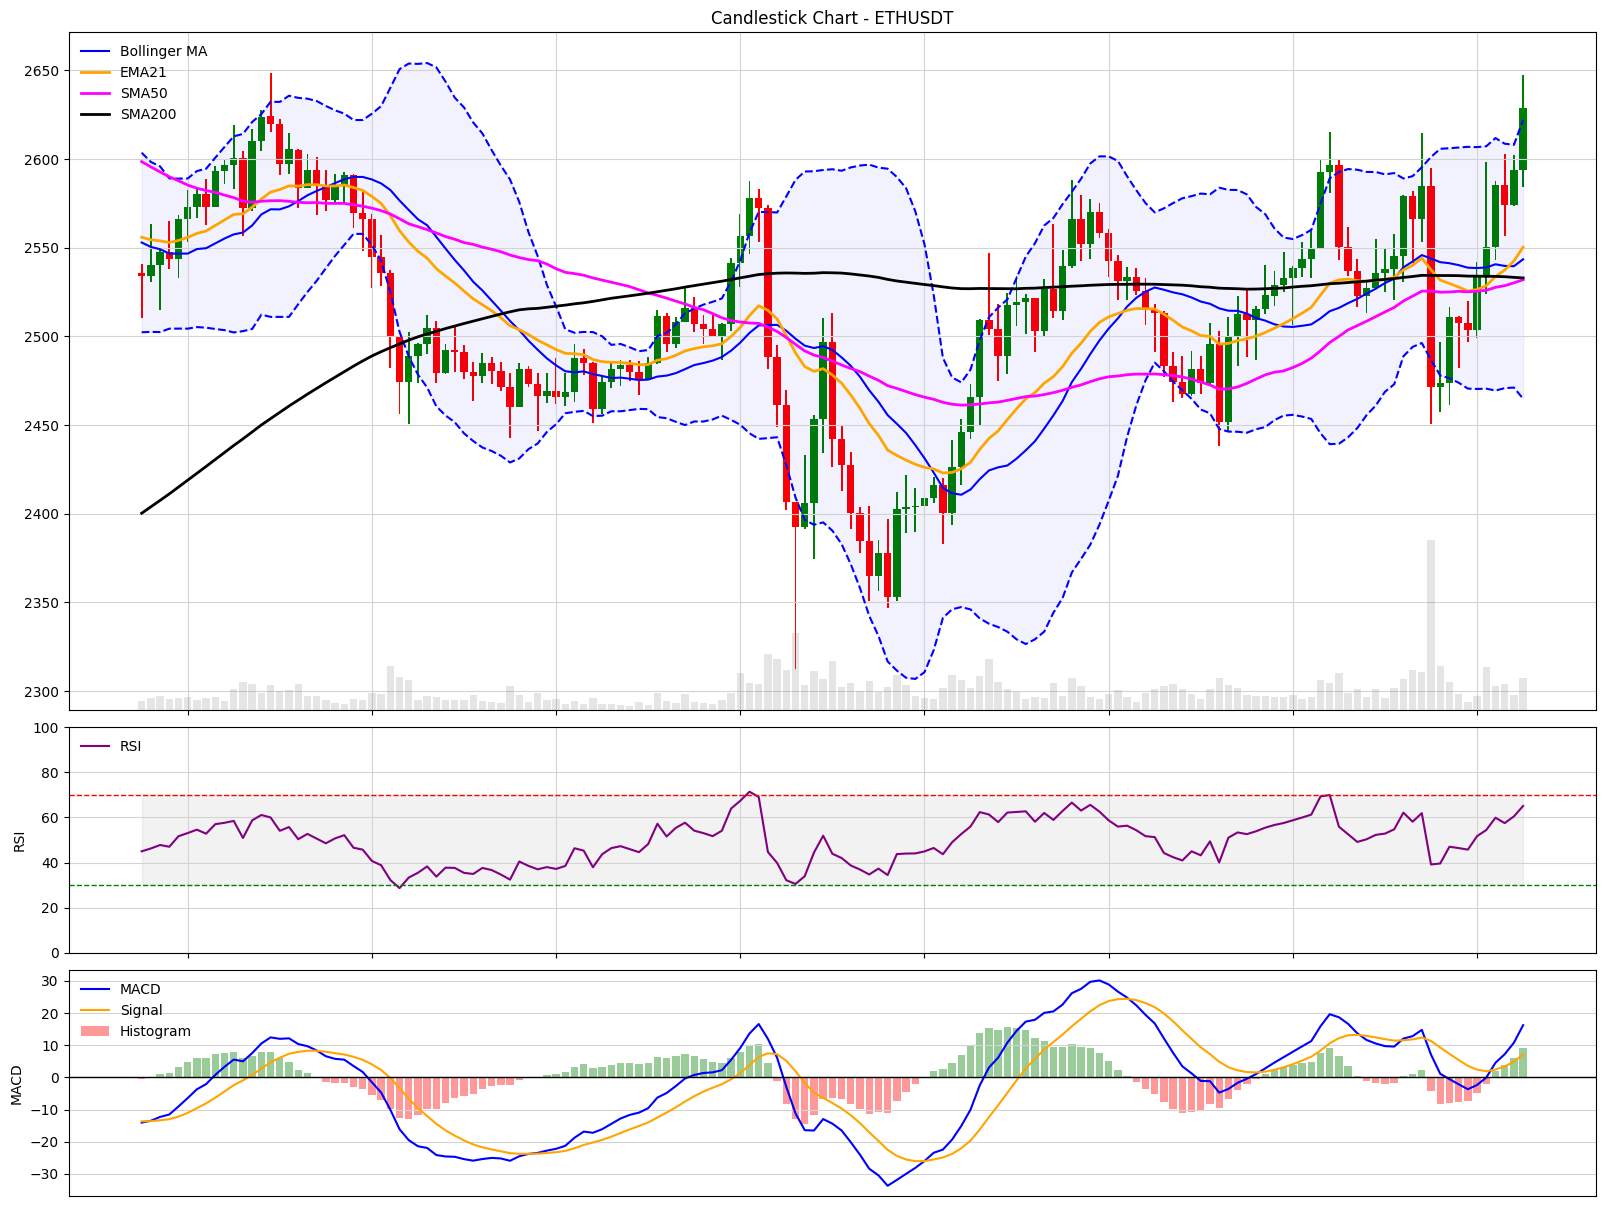 Candlestick Chart - ETHUSDT
Bollinger MA
EMA21
SMA50
SMA200
2650
2600
2550
2500
2450
2400
2350
2300
RSI
100
80
60
40
20
0
RSI
MACD
Signal
Histogram
30
20
10
0
−10
−20
−30
MACD